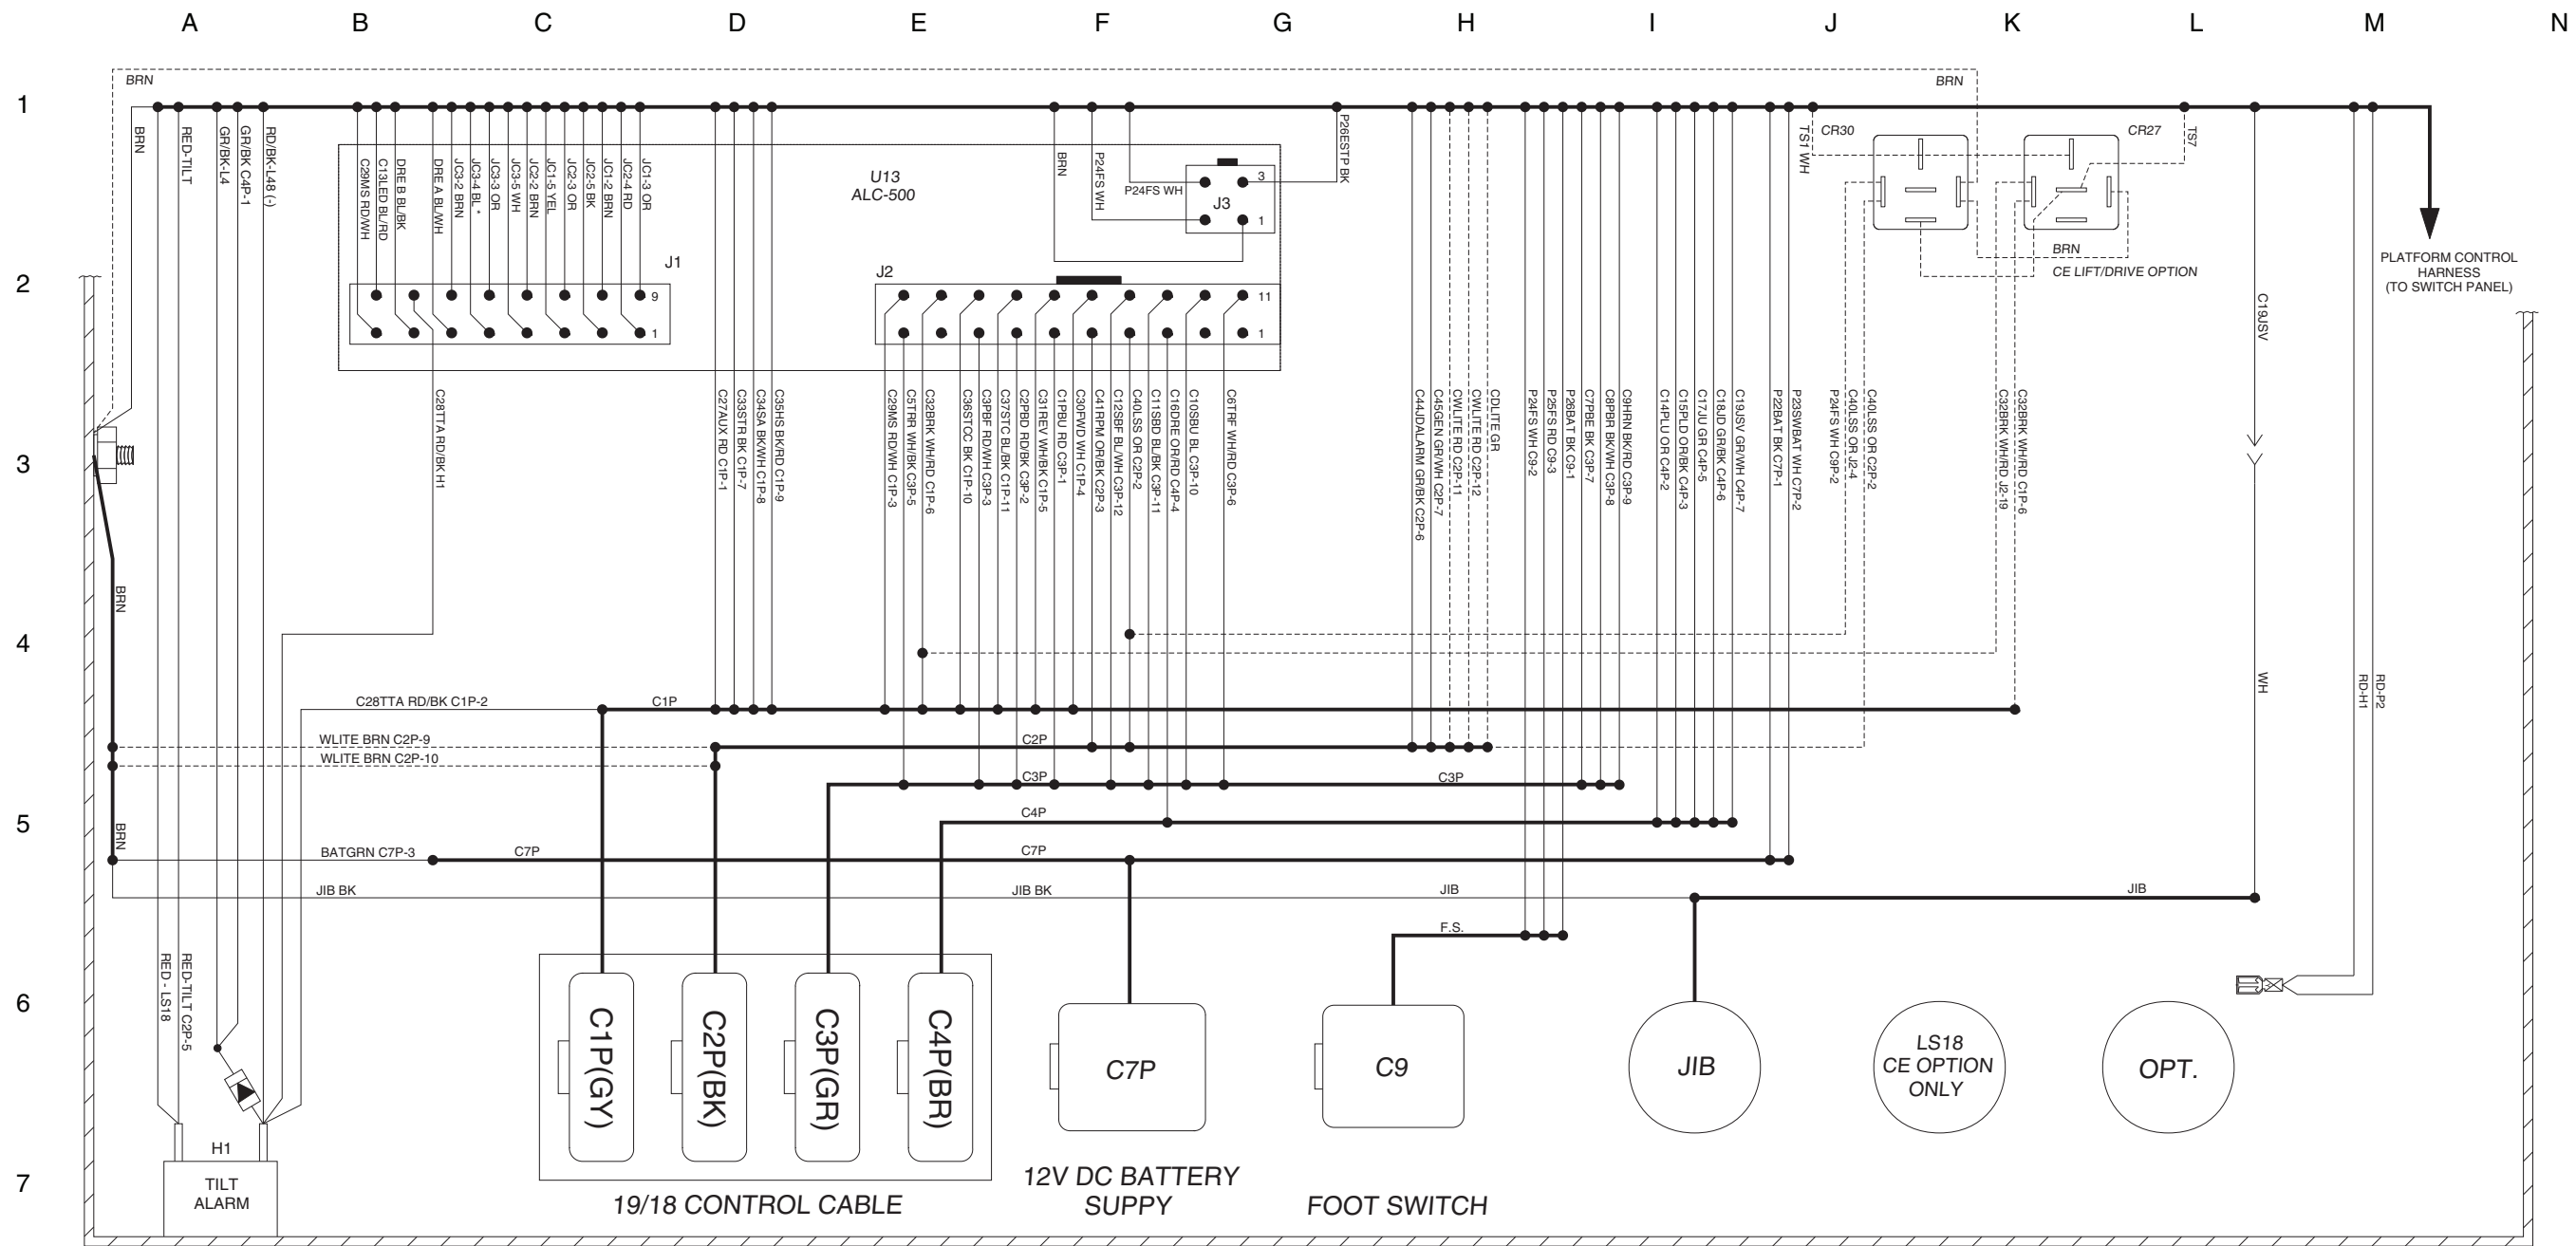 A B C D E F G H I J K L M N
1
2
3
4
5
6
7
BRN
BRN
BRN
RED-TILT
GR/BK-L4
GR/BK C4P-1
RD/BK-L48 (-)
C29MS RD/WH
C13LED BL/RD
DRE B BL/BK
DRE A BL/WH
JC3-2 BRN
JC3-4 BL *
JC3-3 OR
JC3-5 WH
JC2-2 BRN
JC1-5 YEL
JC2-3 OR
JC2-5 BK
JC1-2 BRN
JC2-4 RD
JC1-3 OR
U13
ALC-500
BRN
P24FS WH
P24FS WH
J3
3
1
P26ESTP BK
TS1 WH
CR30
CR27
TS7
BRN
CE LIFT/DRIVE OPTION
PLATFORM CONTROL
HARNESS
(TO SWITCH PANEL)
J1
9
1
J2
11
1
C19JSV
C28TTA RD/BK H1
C27AUX RD C1P-1
C33STR BK C1P-7
C34SA BK/WH C1P-8
C35HS BK/RD C1P-9
C29MS RD/WH C1P-3
C5TRR WH/BK C3P-5
C32BRK WH/RD C1P-6
C36STCC BK C1P-10
C3PBF RD/WH C3P-3
C37STC BL/BK C1P-11
C2PBD RD/BK C3P-2
C31REV WH/BK C1P-5
C1PBU RD C3P-1
C30FWD WH C1P-4
C41RPM OR/BK C2P-3
C12SBF BL/WH C3P-12
C40LSS OR C2P-2
C11SBD BL/BK C3P-11
C16DRE OR/RD C4P-4
C10SBU BL C3P-10
C6TRF WH/RD C3P-6
C44JDALARM GR/BK C2P-6
C45GEN GR/WH C2P-7
CWLITE RD C2P-11
CWLITE RD C2P-12
CDLITE GR
P24FS WH C9-2
P25FS RD C9-3
P26BAT BK C9-1
C7PBE BK C3P-7
C8PBR BK/WH C3P-8
C9HRN BK/RD C3P-9
C14PLU OR C4P-2
C15PLD OR/BK C4P-3
C17JU GR C4P-5
C18JD GR/BK C4P-6
C19JSV GR/WH C4P-7
P22BAT BK C7P-1
P23SWBAT WH C7P-2
P24FS WH C9P-2
C40LSS OR J2-4
C40LSS OR C2P-2
C32BRK WH/RD J2-19
C32BRK WH/RD C1P-6
BRN
WH
RD-H1
RD-P2
C28TTA RD/BK C1P-2
C1P
WLITE BRN C2P-9
C2P
WLITE BRN C2P-10
C3P
C3P
C4P
BRN
BATGRN C7P-3
C7P
C7P
JIB BK
JIB BK
JIB
JIB
F.S.
RED - LS18
RED-TILT C2P-5
C1P(GY)
C2P(BK)
C3P(GR)
C4P(BR)
C7P
C9
JIB
LS18
CE OPTION
ONLY
OPT.
H1
TILT
ALARM
19/18 CONTROL CABLE
12V DC BATTERY
SUPPLY
FOOT SWITCH